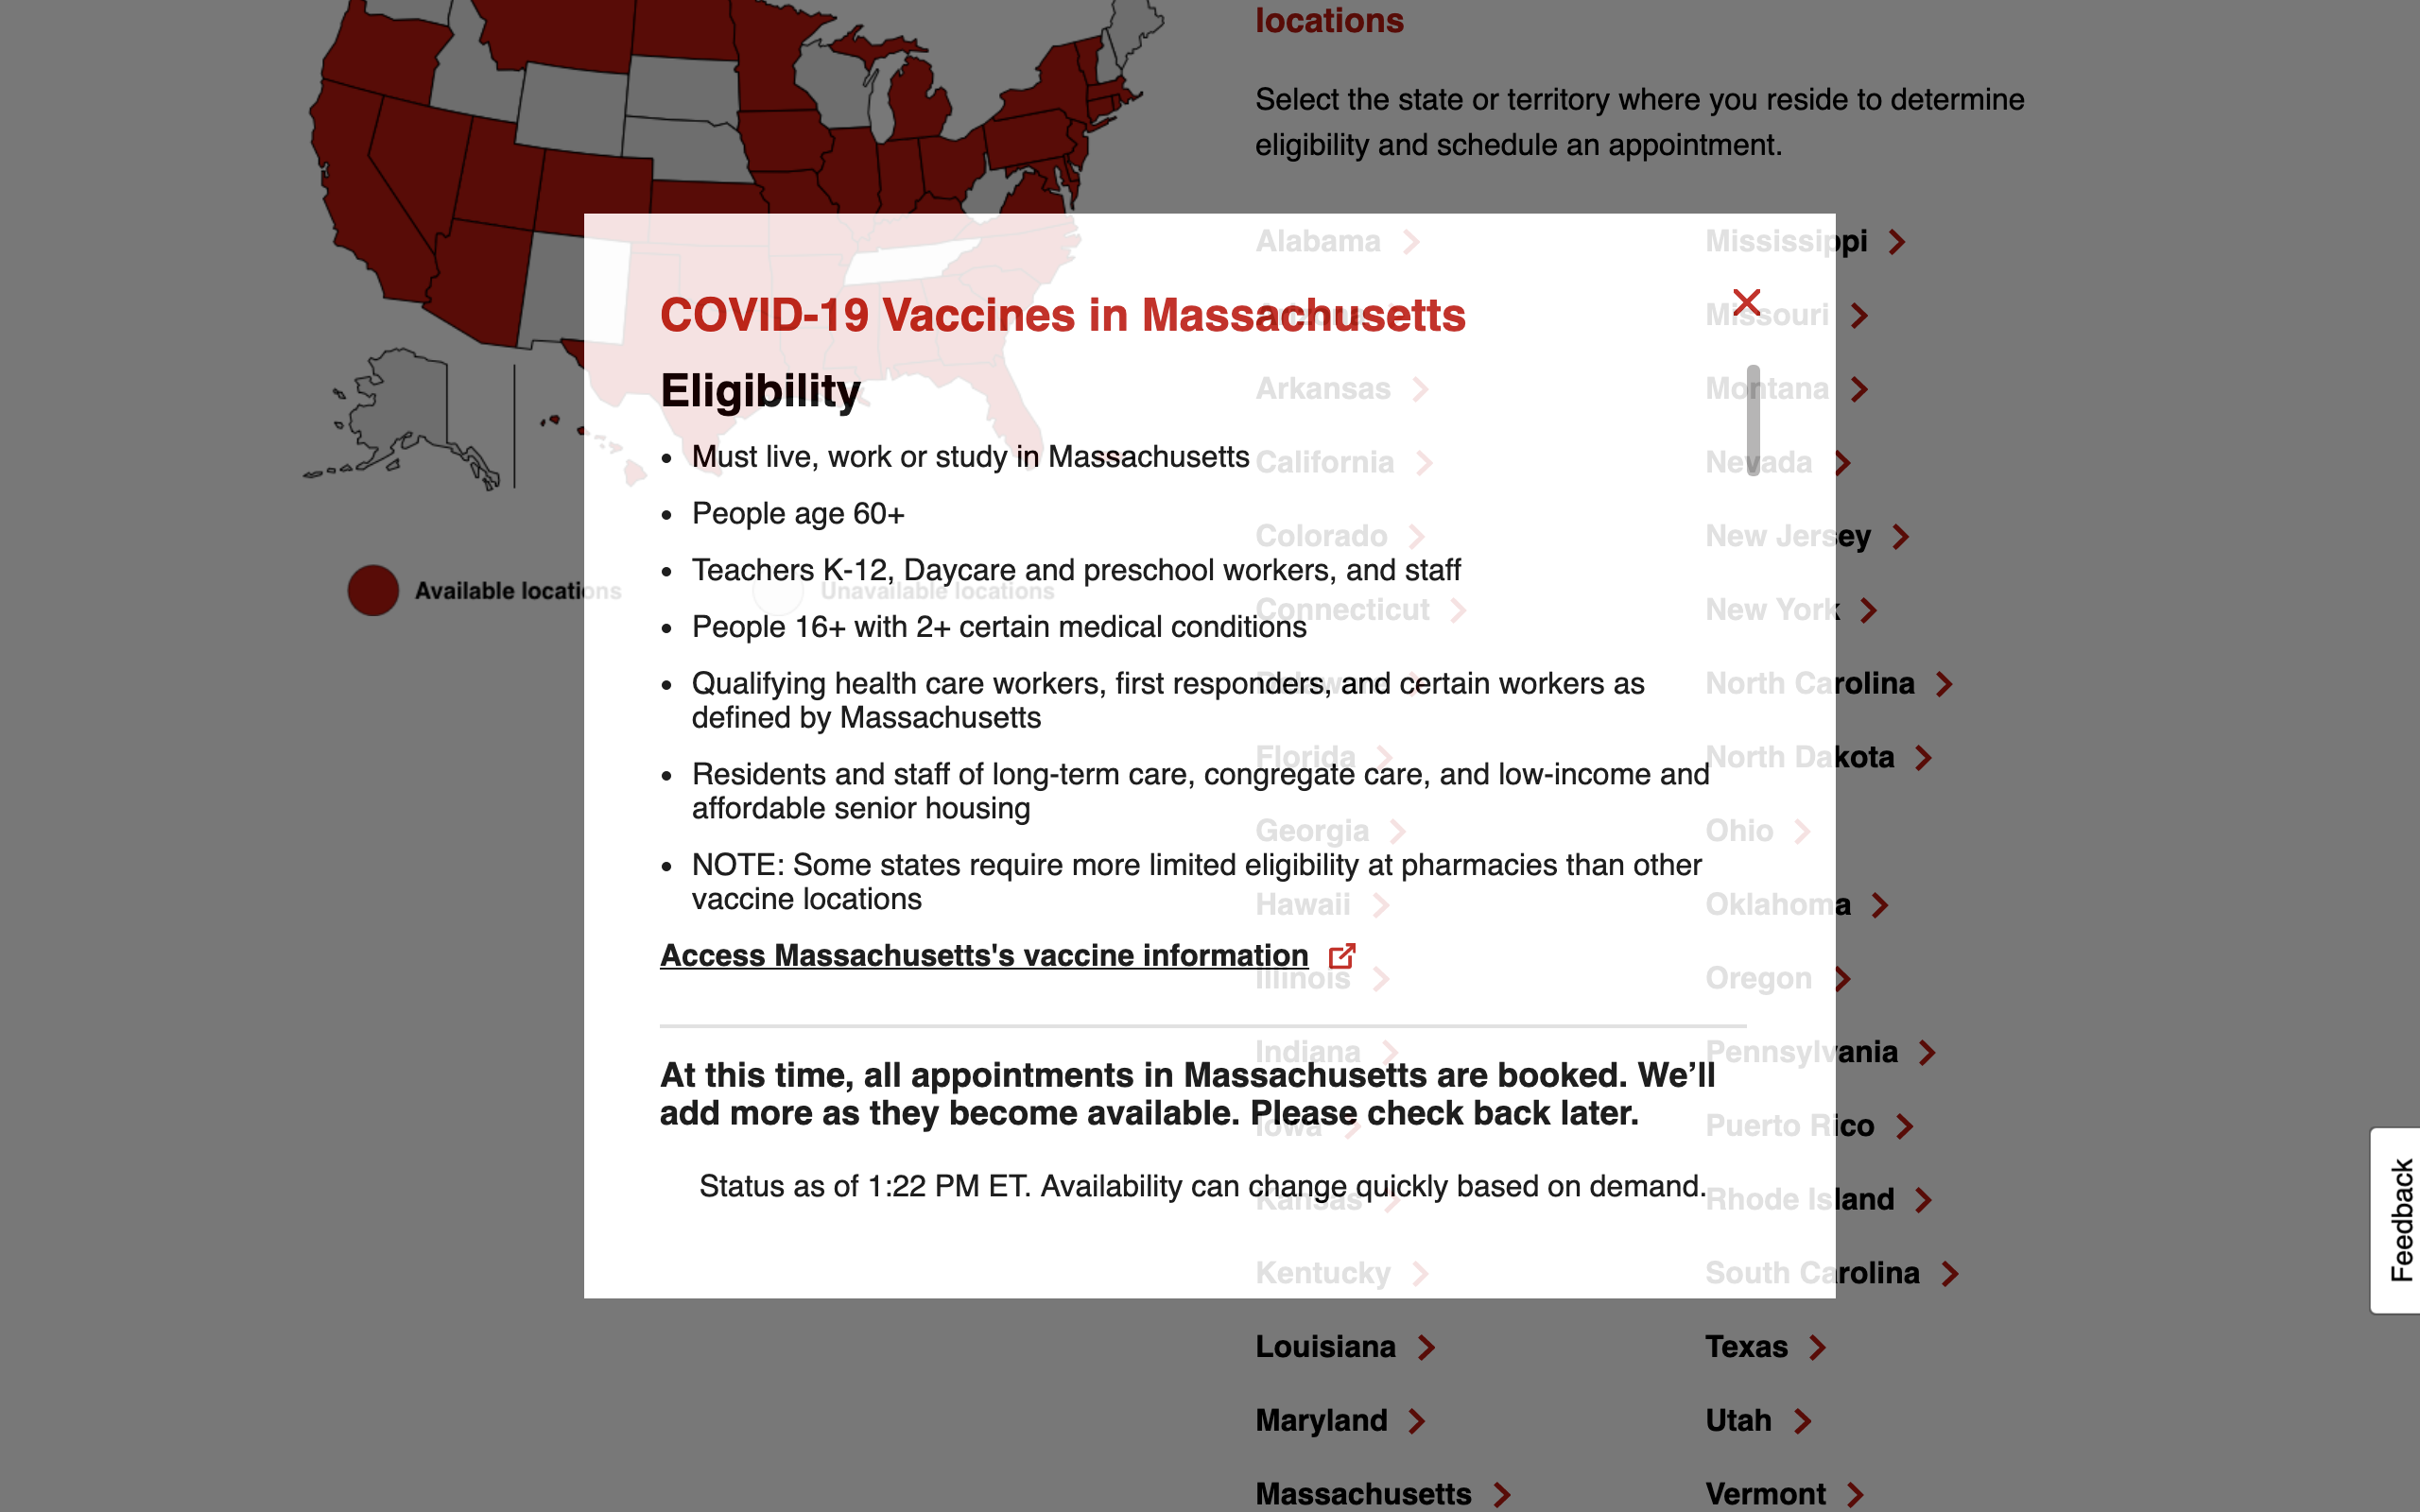 locations
Select the state or territory where you reside to determine
eligibility and schedule an appointment.
Alabama
Mississippi
COVID-19 Vaccines in Massachusetts
Missouri
Eligibility
Arkansas
Montana
Must live, work or study in Massachusetts
California
Nevada
People age 60+
Colorado
New Jersey
Teachers K-12, Daycare and preschool workers, and staff
Available locations
Unavailable locations
Connecticut
New York
People 16+ with 2+ certain medical conditions
Qualifying health care workers, first responders, and certain workers as
defined by Massachusetts
North Carolina
Florida
North Dakota
Residents and staff of long-term care, congregate care, and low-income and
affordable senior housing
Georgia
Ohio
NOTE: Some states require more limited eligibility at pharmacies than other
vaccine locations
Hawaii
Oklahoma
Access Massachusetts's vaccine information
Illinois
Oregon
Indiana
Pennsylvania
At this time, all appointments in Massachusetts are booked. We’ll
add more as they become available. Please check back later.
Iowa
Puerto Rico
Status as of 1:22 PM ET. Availability can change quickly based on demand.
Kansas
Rhode Island
Kentucky
South Carolina
Feedback
Louisiana
Texas
Maryland
Utah
Massachusetts
Vermont